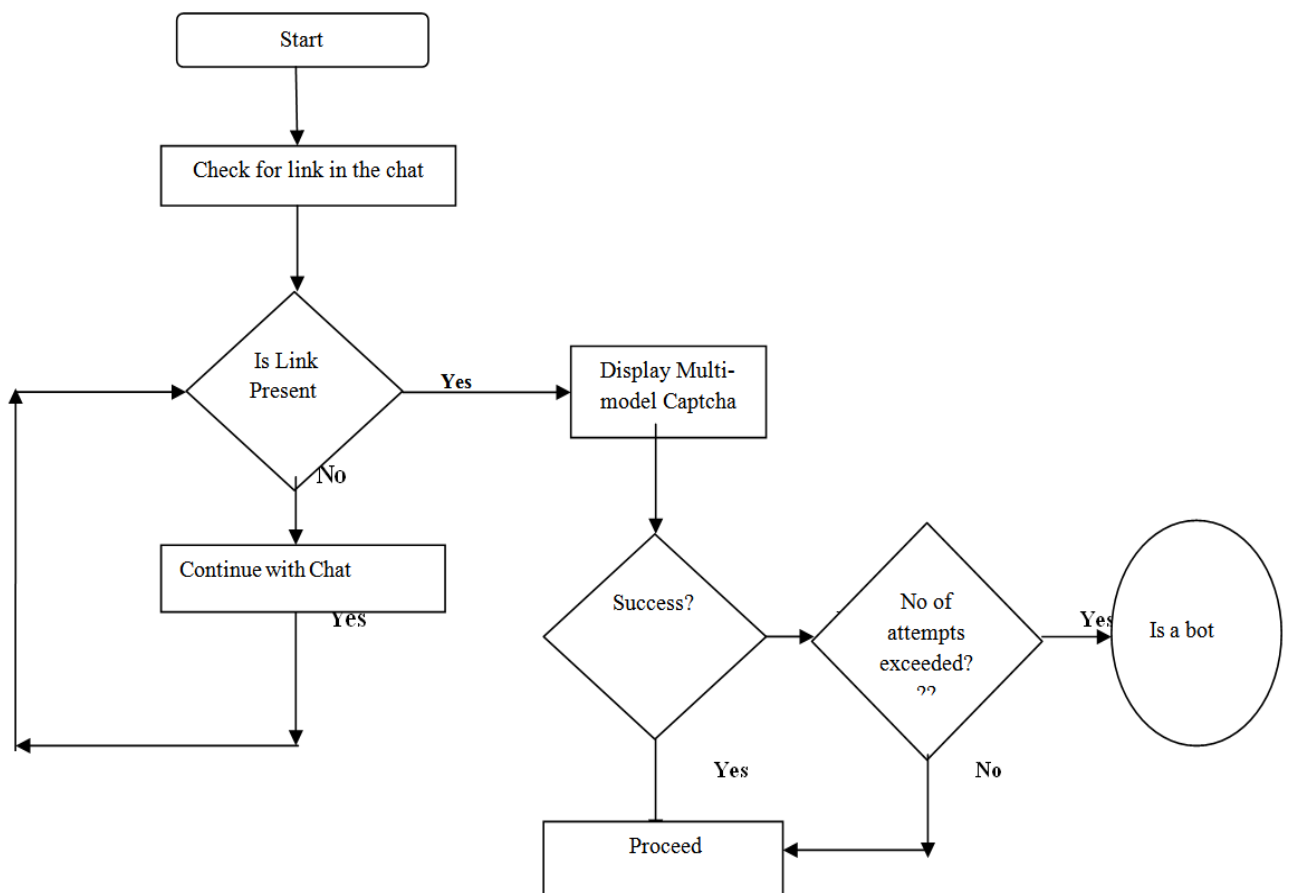 Start
Check for link in the chat
Is Link
Present
Yes
Display Multi-
model Captcha
No
Continue with Chat
Yes
Success?
No of
attempts
exceeded?
??
Yes
Is a bot
Yes
No
Proceed